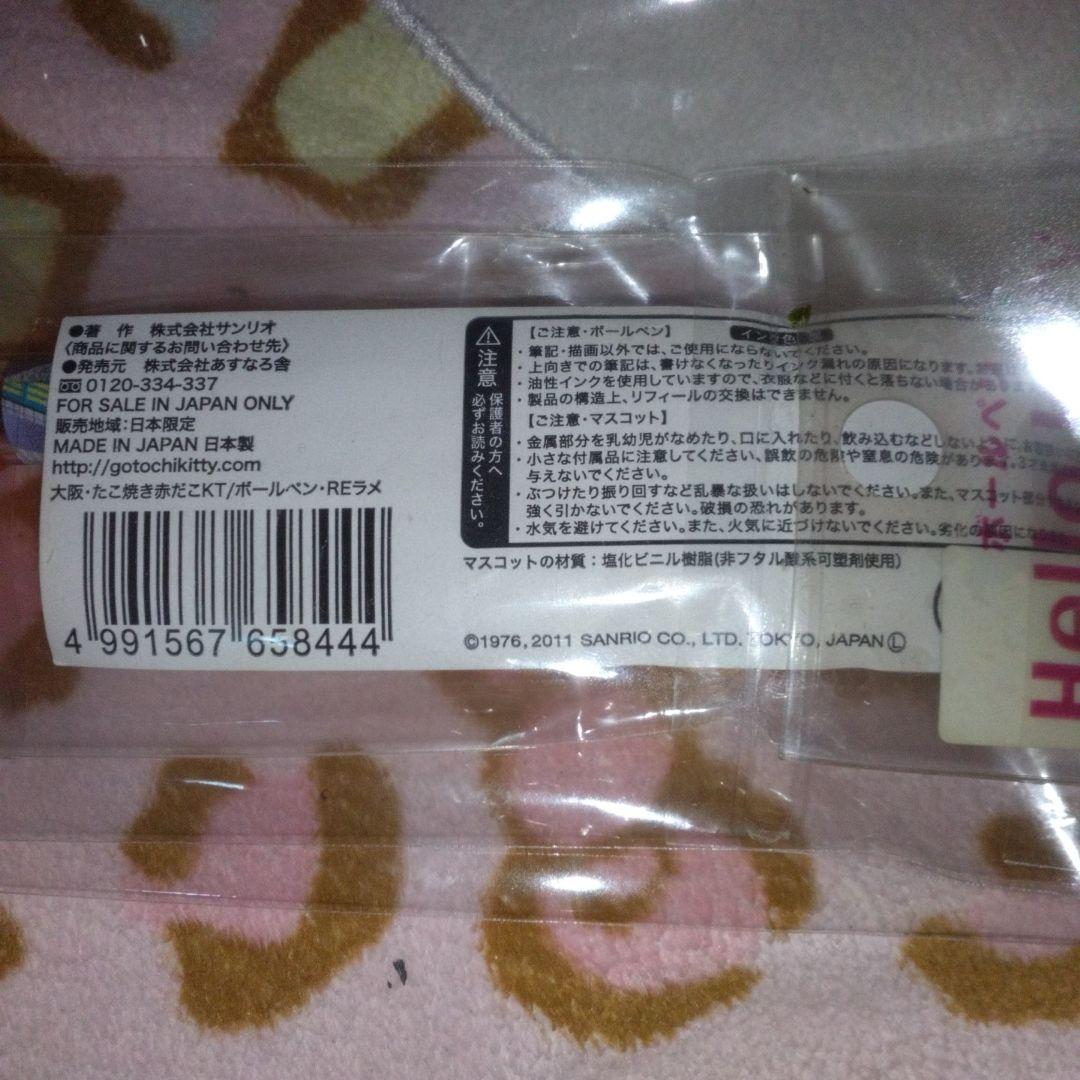 ●著　作　株式会社サンリオ
〈商品に関するお問い合わせ先〉
●発売元　株式会社あすなろ舎
0120-334-337
FOR SALE IN JAPAN ONLY
販売地域:日本限定
MADE IN JAPAN 日本製
http://gotochikitty.com
大阪・たこ焼き赤だこKT/ボールペン・REラメ
4 991567 658444
注意
保護者の方へ
必ずお読みください。
【ご注意・ボールペン】
インク色
・筆記・描画以外では、ご使用にならないでください。
・上向きでの筆記は、書けなくなったりインク漏れの原因になります。
・油性インクを使用していますので、衣服などに付くと落ちない場合が
・製品の構造上、リフィールの交換はできません。
【ご注意・マスコット】
・金属部分を乳幼児がなめたり、口に入れたり、飲み込むなどしないように、
・小さな付属品に注意してください、誤飲の危険や窒息の危険があります。
与えないでください。
・ぶつけたり振り回すなど乱暴な扱いはしないでください。また、マスコット部分
強く引かないでください。破損の恐れがあります。
・水気を避けてください。また、火気に近づけないでください。劣化の原因になります。
マスコットの材質：塩化ビニル樹脂(非フタル酸系可塑剤使用)
©1976, 2011 SANRIO CO., LTD. TOKYO, JAPAN Ⓛ
Hello